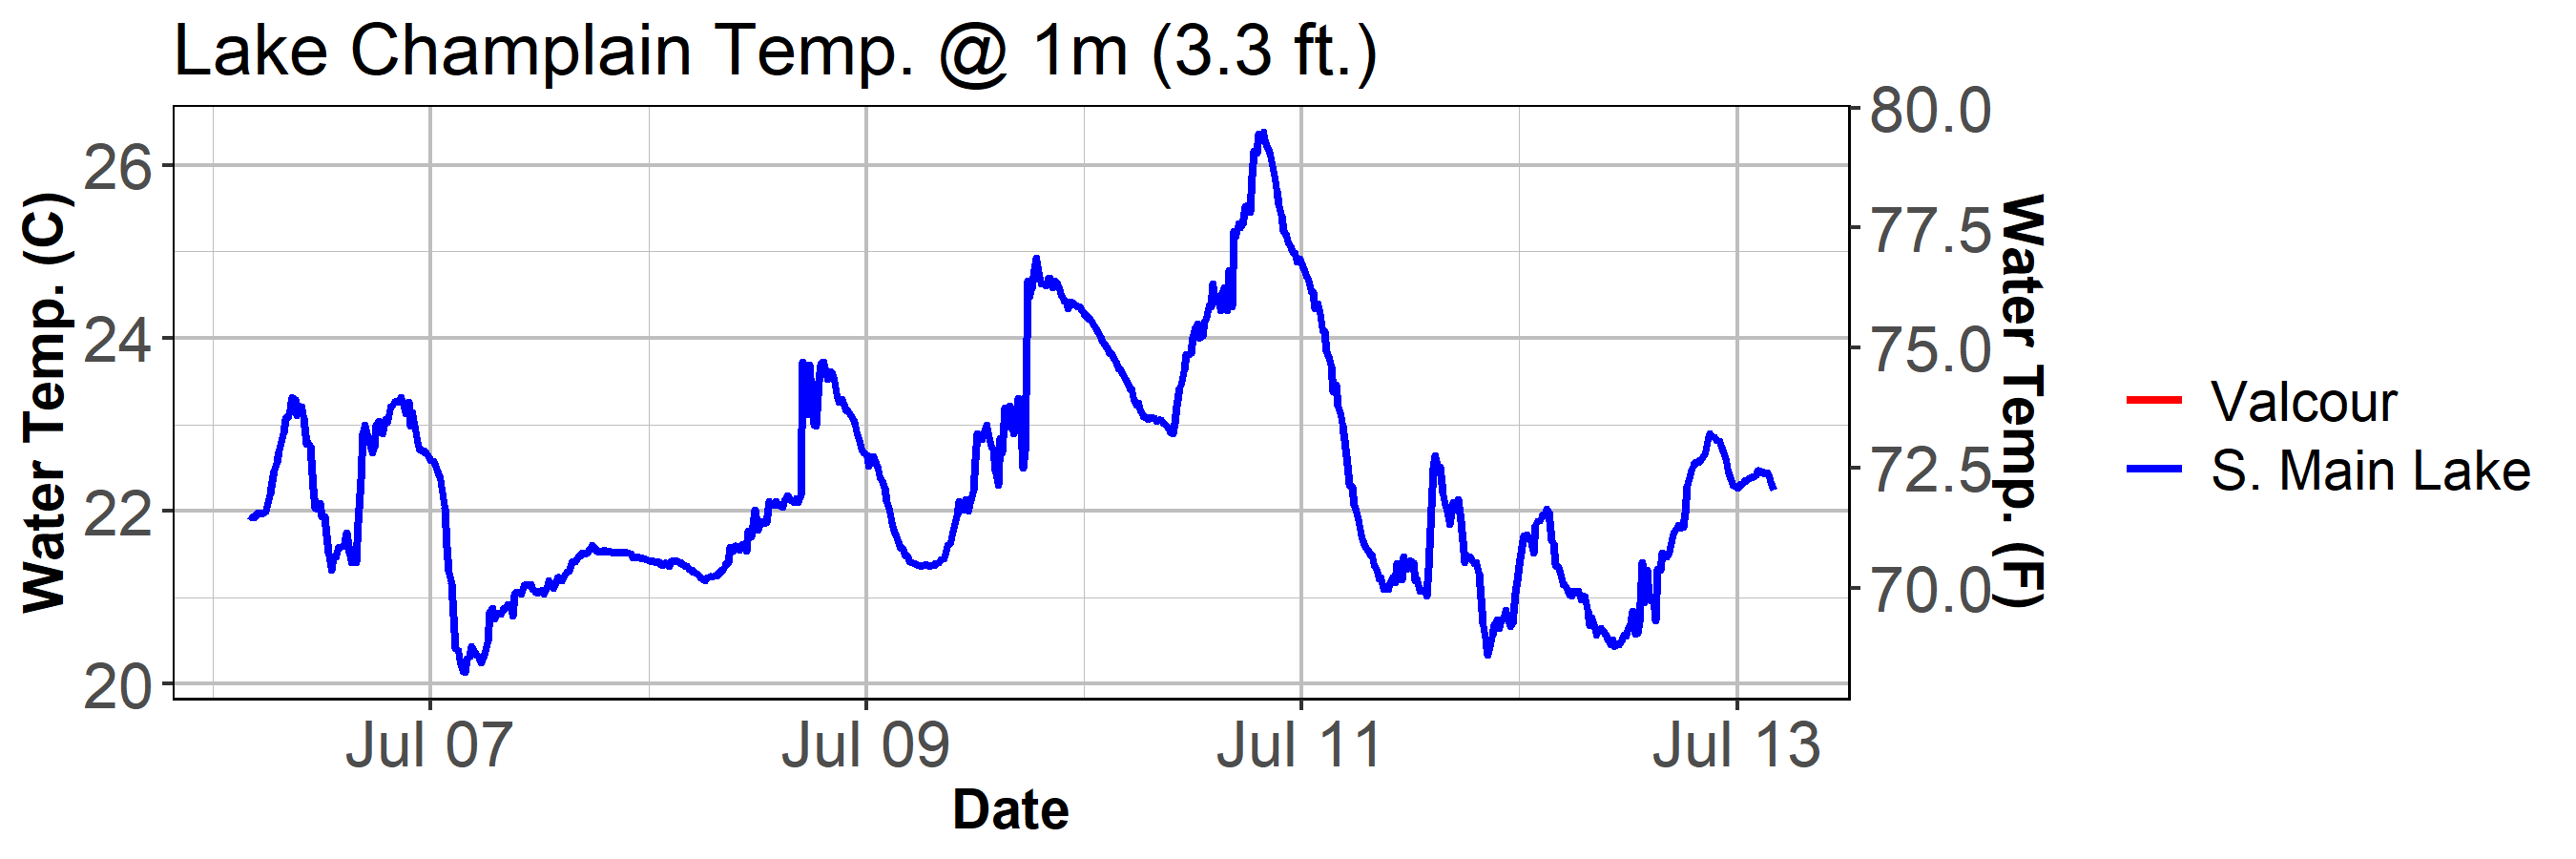 Lake Champlain Temp. @ 1m (3.3 ft.)
Water Temp. (C)
26
24
22
20
80.0
77.5
75.0
72.5
70.0
Water Temp. (F)
Jul 07
Jul 09
Jul 11
Jul 13
Date
Valcour
S. Main Lake